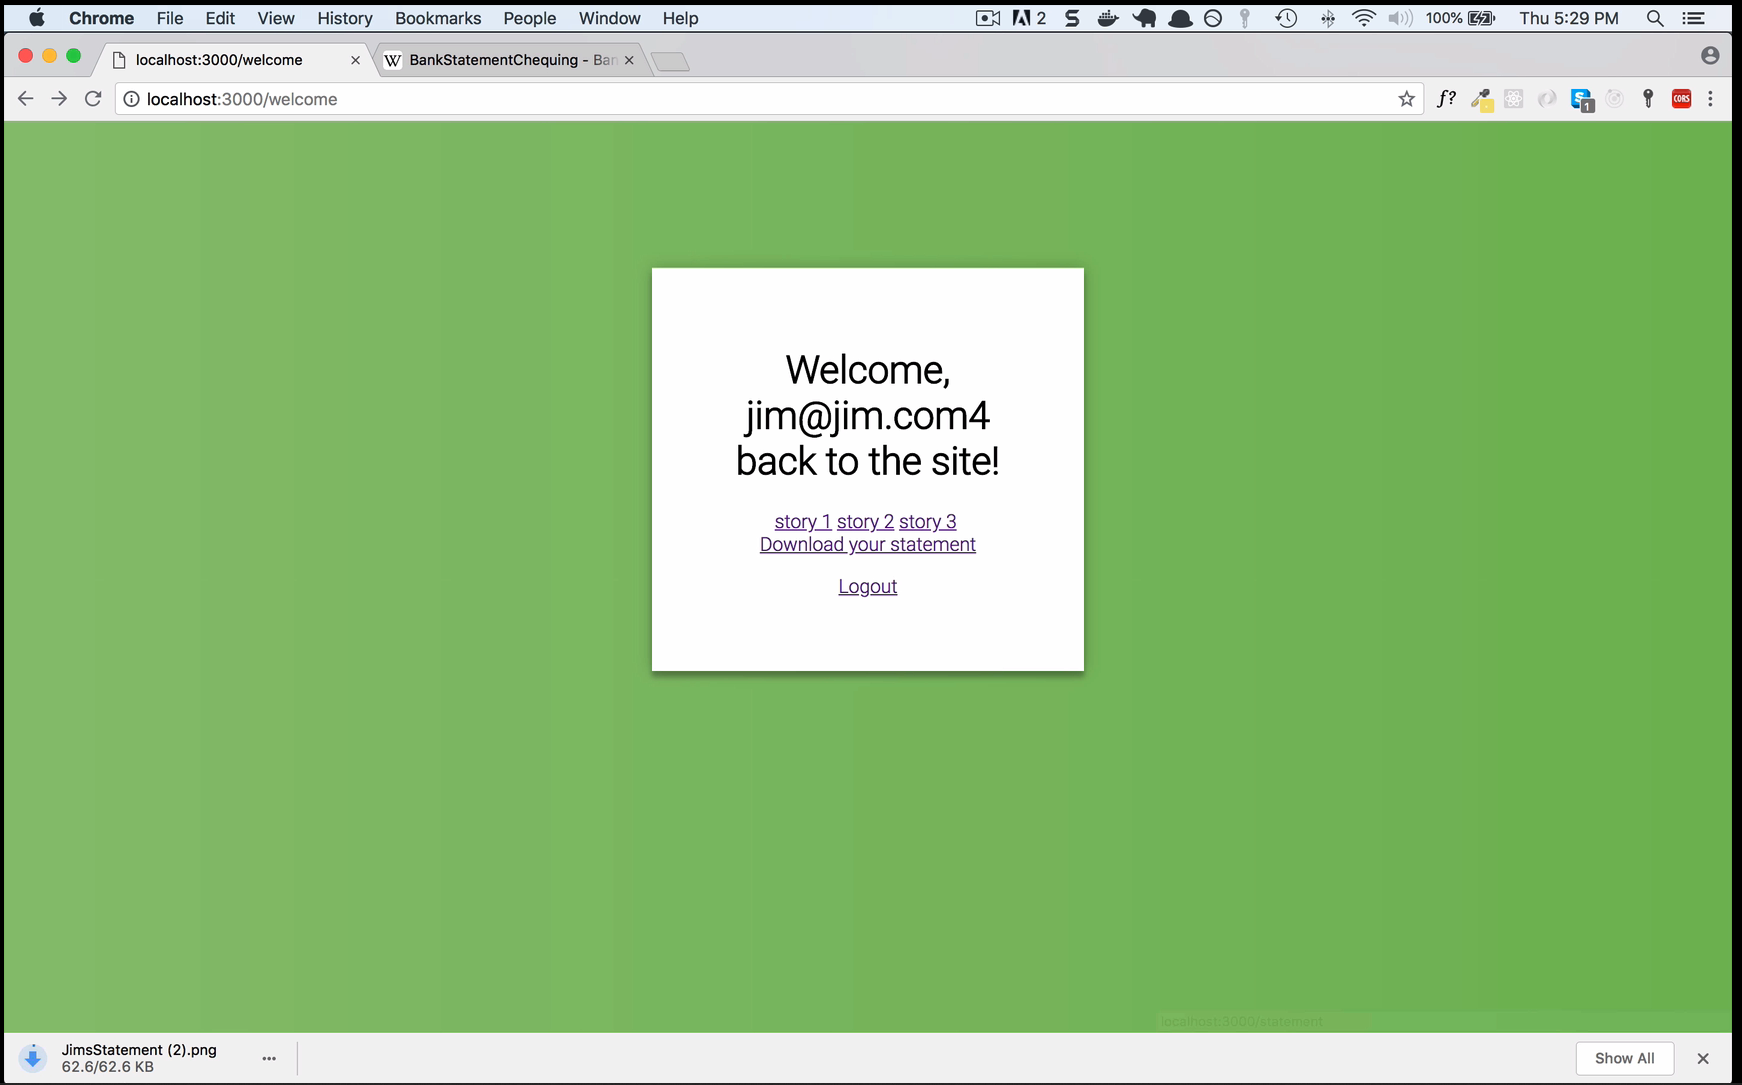 Chrome File Edit View History Bookmarks People Window Help 2 100% Thu 5:29 PM
localhost:3000/welcome W BankStatementChequing - Ban
localhost:3000/welcome f? 1 CORS
Welcome,
jim@jim.com4
back to the site!
story 1 story 2 story 3
Download your statement
Logout
localhost:3000/statement
JimsStatement (2).png
62.6/62.6 KB
Show All